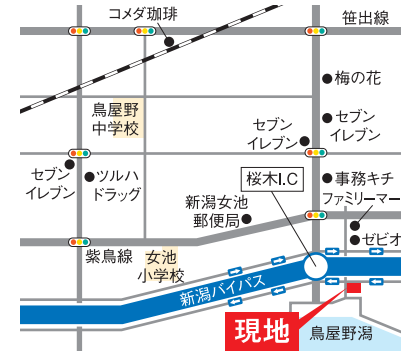 コメダ珈琲
笹出線
梅の花
鳥屋野
中学校
セブン
イレブン
セブン
イレブン
セブン
イレブン
ツルハ
ドラッグ
桜木I.C
事務キチ
ファミリーマー
新潟女池
郵便局
ゼビオ
紫鳥線
女池
小学校
新潟バイパス
現地
鳥屋野潟